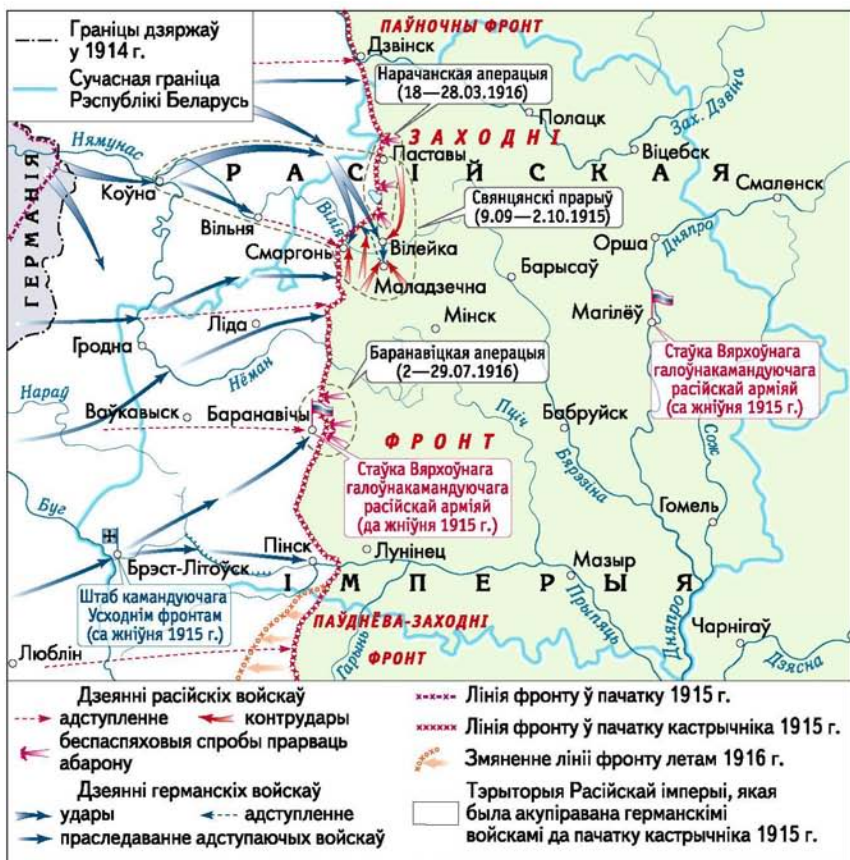 Граніцы дзяржаў
у 1914 г.
Сучасная граніца
Рэспублікі Беларусь
ПАЎНОЧНЫ ФРОНТ
Дзвінск
Нарачанская аперацыя
(18—28.03.1916)
Полацк
Зах. Дзвіна
ЗАХОДНІ
Нямунас
Паставы
Віцебск
РАСІЙСКАЯ
Коўна
Смаленск
ГЕРМАНІЯ
Свянцянскі прарыў
(9.09—2.10.1915)
Вільня
Вілія
Смаргонь
Вілейка
Орша
Дняпро
Маладзечна
Барысаў
Ліда
Мінск
Магілёў
Гродна
Нёман
Баранавіцкая аперацыя
(2—29.07.1916)
Стаўка Вярхоўнага
галоўнакамандуючага
расійскай арміяй
(са жніўня 1915 г.)
Нараў
Ваўкавыск
Баранавічы
Пціч
Бабруйск
ФРОНТ
Бярэзіна
Сож
Стаўка Вярхоўнага
галоўнакамандуючага
расійскай арміяй
(да жніўня 1915 г.)
Буг
Гомель
Брэст-Літоўск
Пінск
Лунінец
Мазыр
ІМПЕРЫЯ
Штаб камандуючага
Усходнім фронтам
(са жніўня 1915 г.)
ПАЎДНЁВА-ЗАХОДНІ
ФРОНТ
Гарынь
Прыпяць
Дняпро
Чарнігаў
Дзясна
Люблін
Дзеянні расійскіх войскаў
адступленне
контрудары
беспаспяховыя спробы прарваць
абарону
Дзеянні германскіх войскаў
удары
адступленне
праследаванне адступаючых войскаў
Лінія фронту ў пачатку 1915 г.
Лінія фронту ў пачатку кастрычніка 1915 г.
Змяненне лініі фронту летам 1916 г.
Тэрыторыя Расійскай імперыі, якая
была акупіравана германскімі
войскамі да пачатку кастрычніка 1915 г.